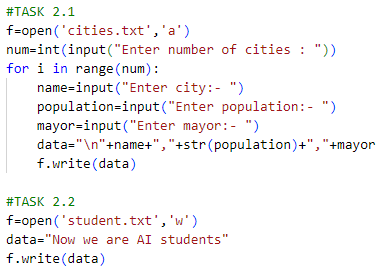 #TASK 2.1
f=open('cities.txt','a')
num=int(input("Enter number of cities : "))
for i in range(num):
    name=input("Enter city:- ")
    population=input("Enter population:- ")
    mayor=input("Enter mayor:- ")
    data="\n"+name+","+str(population)+","+mayor
    f.write(data)

#TASK 2.2
f=open('student.txt','w')
data="Now we are AI students"
f.write(data)